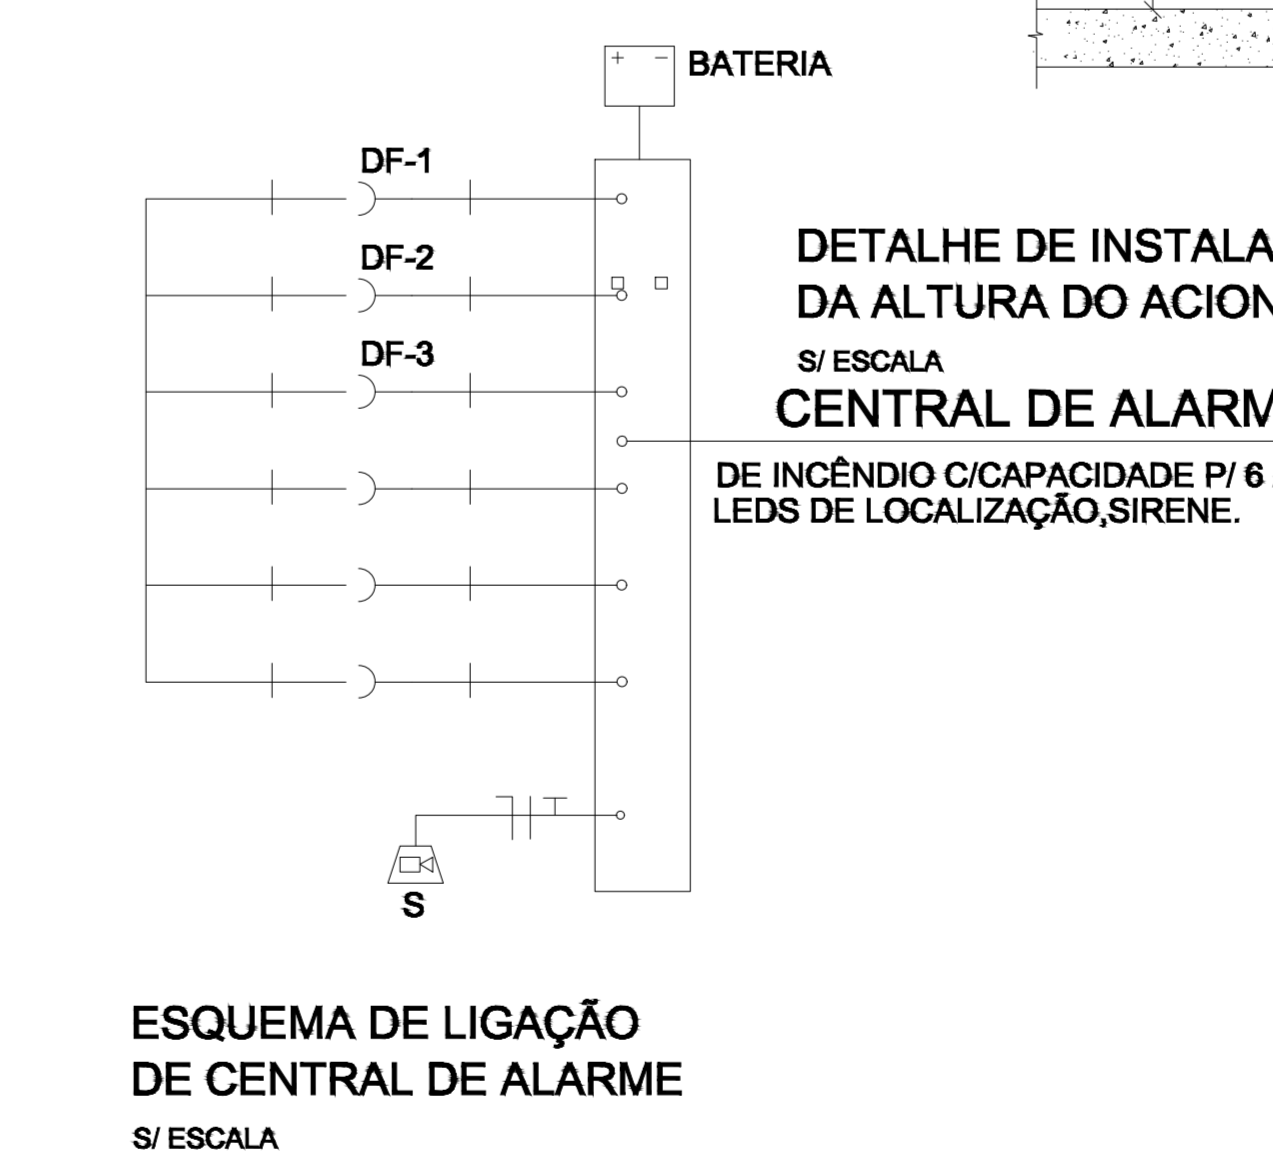 BATERIA
DF-1
DF-2
DF-3
DETALHE DE INSTALA
DA ALTURA DO ACION
S/ ESCALA
CENTRAL DE ALARM
DE INCÊNDIO C/CAPACIDADE P/ 6
LEDS DE LOCALIZAÇÃO,SIRENE.
S
ESQUEMA DE LIGAÇÃO
DE CENTRAL DE ALARME
S/ ESCALA